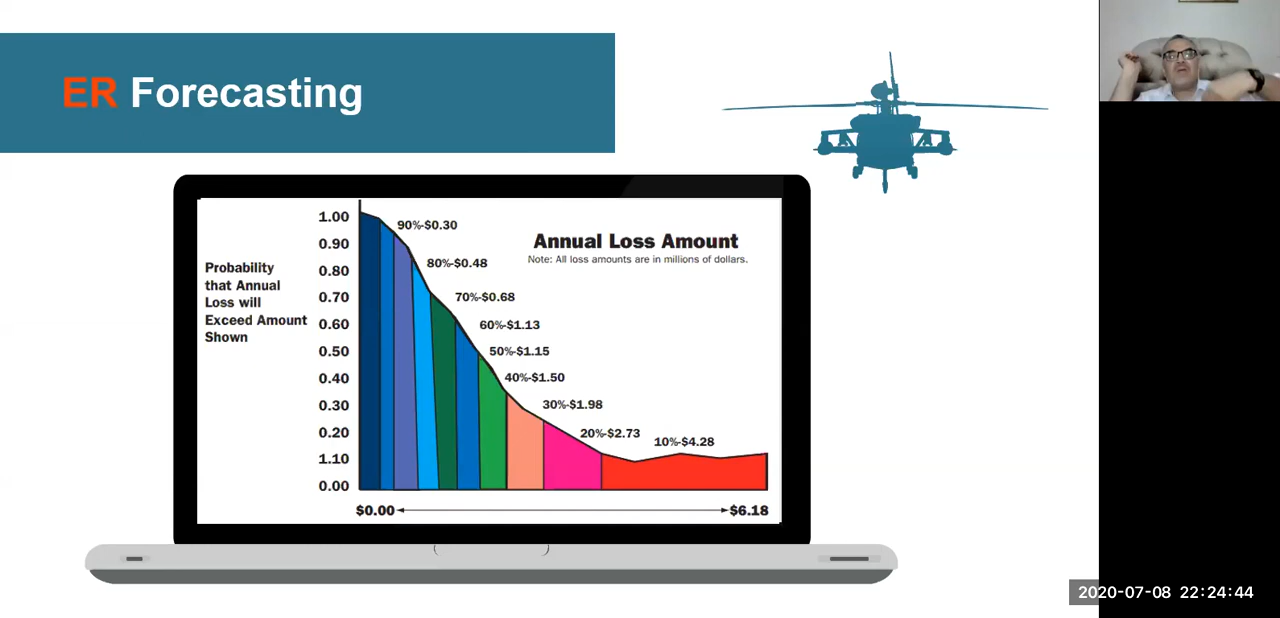 ER Forecasting
Annual Loss Amount
Note: All loss amounts are in millions of dollars.
Probability
that Annual
Loss will
Exceed Amount
Shown
1.00
0.90
0.80
0.70
0.60
0.50
0.40
0.30
0.20
1.10
0.00
90%-$0.30
80%-$0.48
70%-$0.68
60%-$1.13
50%-$1.15
40%-$1.50
30%-$1.98
20%-$2.73
10%-$4.28
$0.00
$6.18
2020-07-08 22:24:44